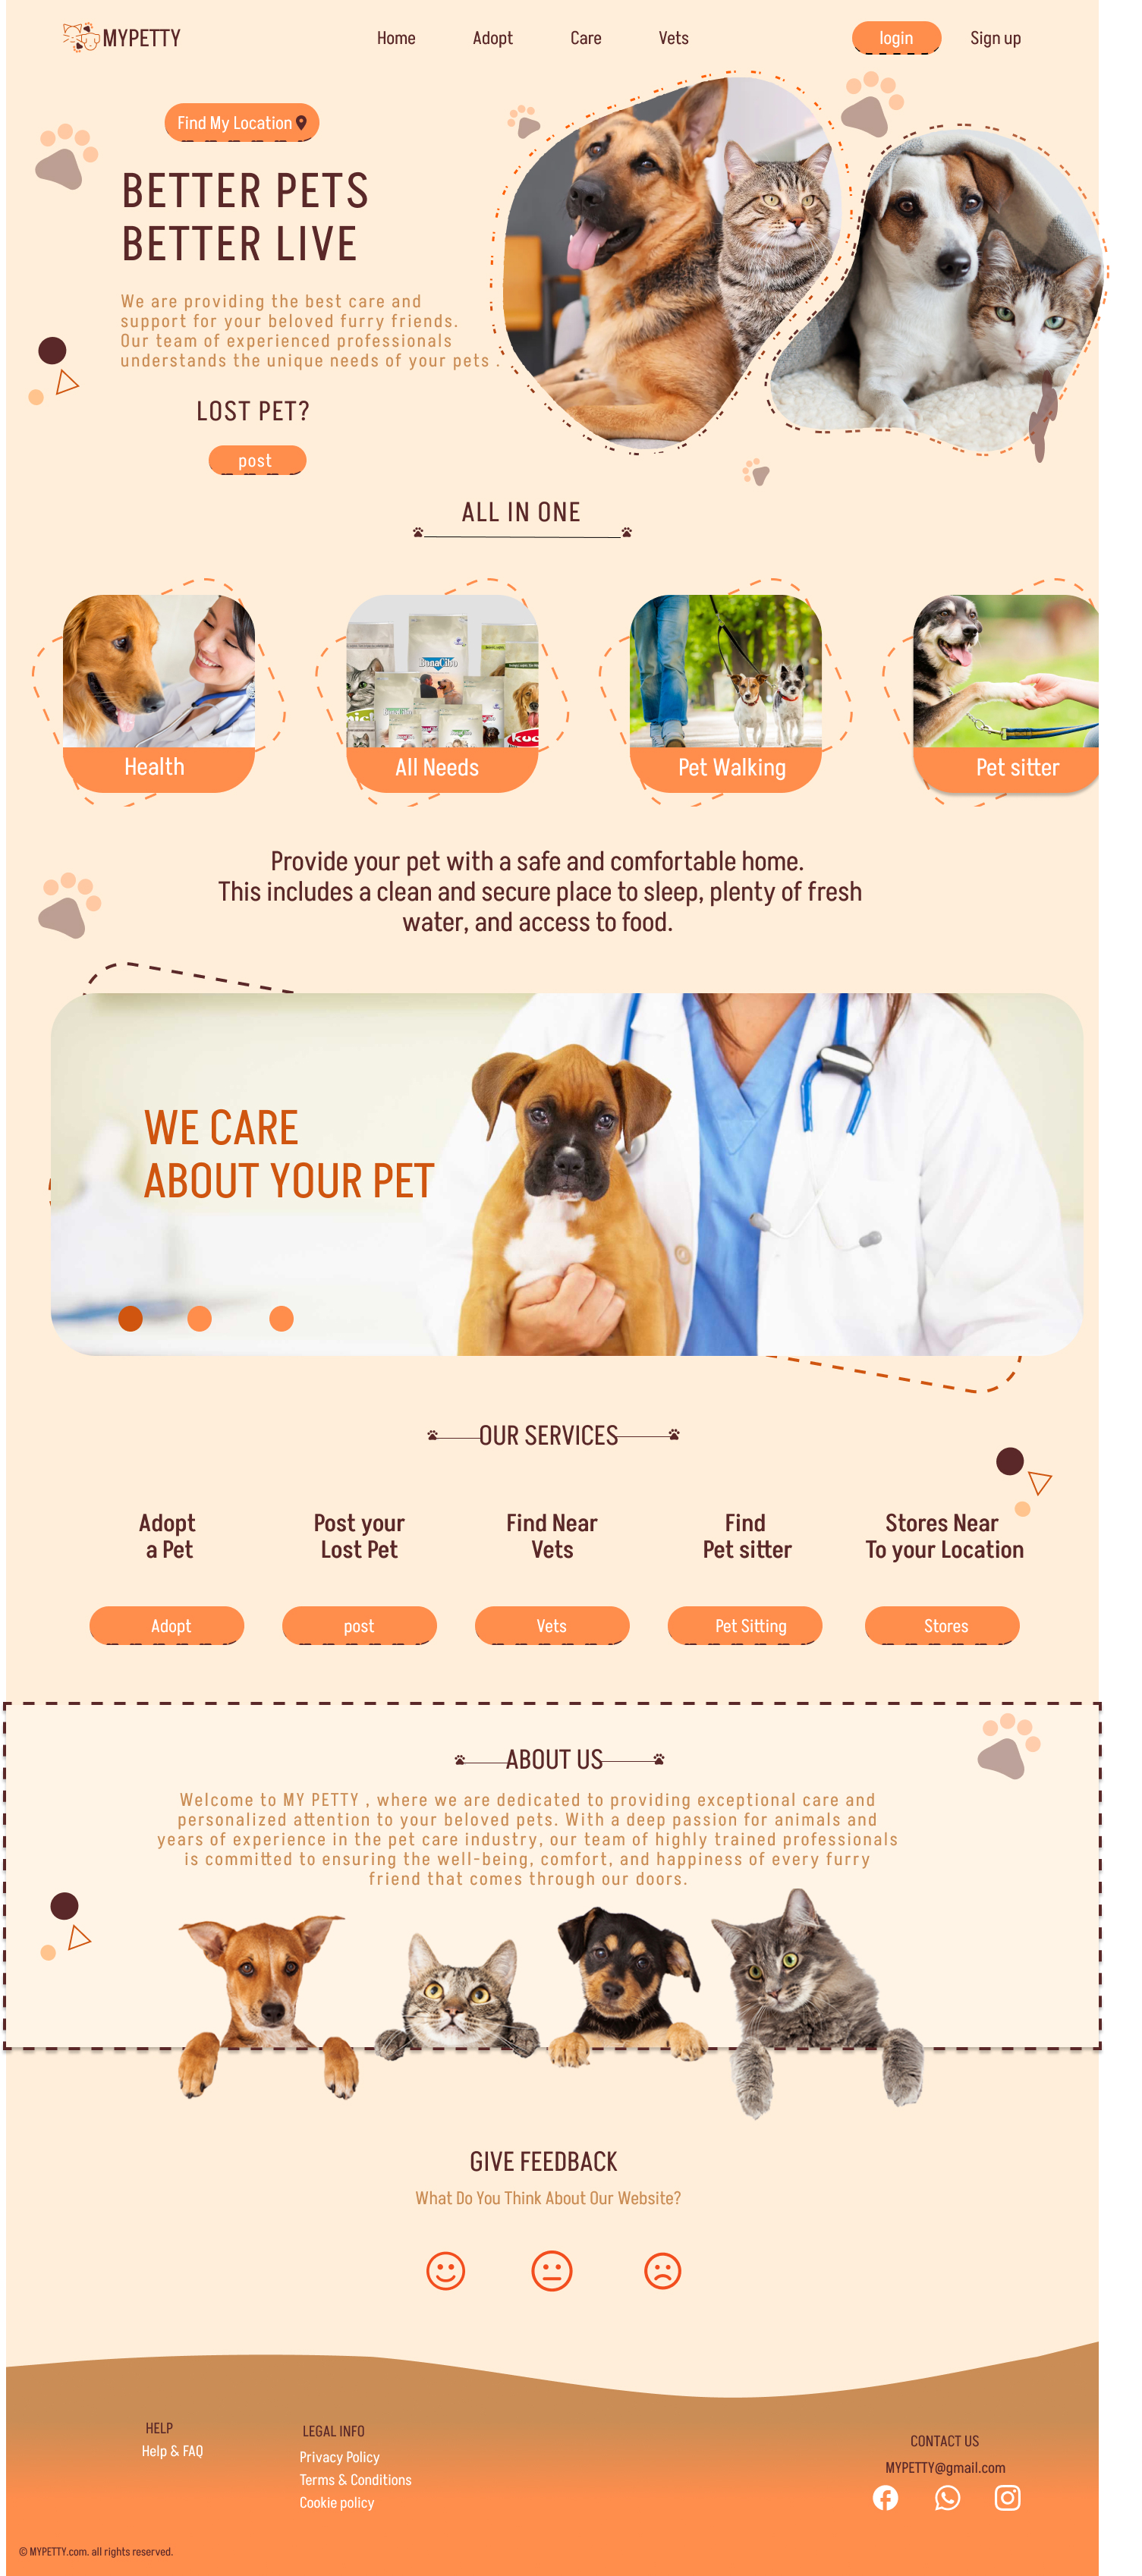 MYPETTY
Home
Adopt
Care
Vets
login
Sign up
Find My Location
BETTER PETS
BETTER LIVE
We are providing the best care and
support for your beloved furry friends.
Our team of experienced professionals
understands the unique needs of your pets .
LOST PET?
post
ALL IN ONE
BonaCibo
Health
All Needs
Pet Walking
Pet sitter
Provide your pet with a safe and comfortable home.
This includes a clean and secure place to sleep, plenty of fresh
water, and access to food.
WE CARE
ABOUT YOUR PET
OUR SERVICES
Adopt
a Pet
Post your
Lost Pet
Find Near
Vets
Find
Pet sitter
Stores Near
To your Location
Adopt
post
Vets
Pet Sitting
Stores
ABOUT US
Welcome to MY PETTY , where we are dedicated to providing exceptional care and
personalized attention to your beloved pets. With a deep passion for animals and
years of experience in the pet care industry, our team of highly trained professionals
is committed to ensuring the well-being, comfort, and happiness of every furry
friend that comes through our doors.
GIVE FEEDBACK
What Do You Think About Our Website?
HELP
Help & FAQ
LEGAL INFO
Privacy Policy
Terms & Conditions
Cookie policy
CONTACT US
MYPETTY@gmail.com
© MYPETTY.com. all rights reserved.